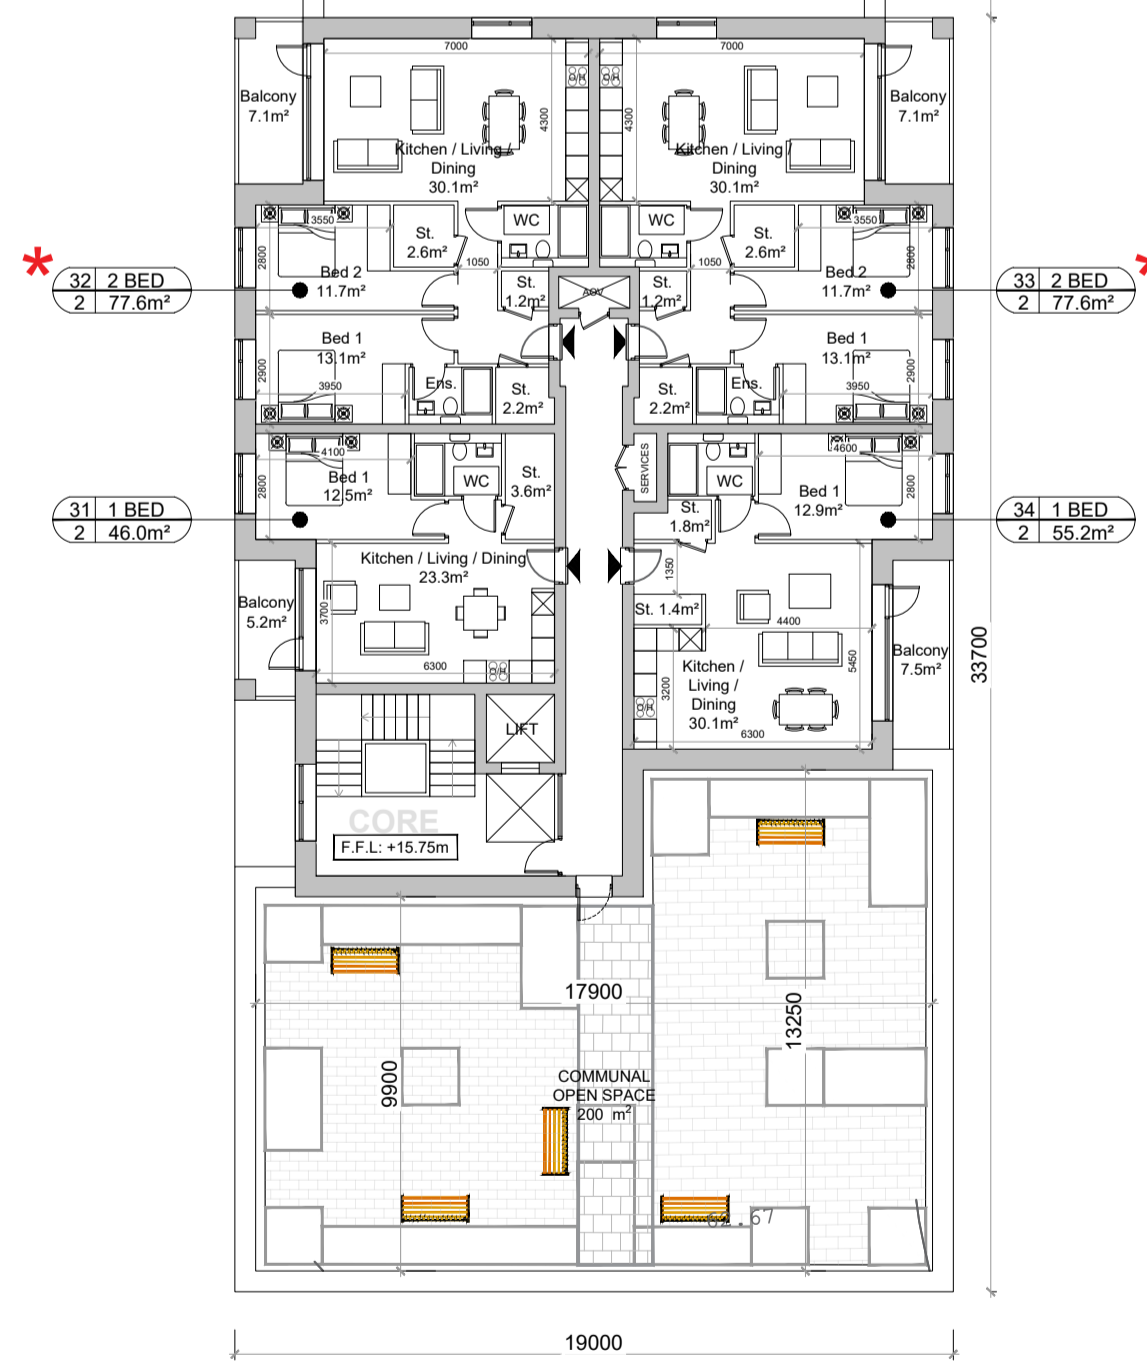 7000
7000
Balcony
7.1m²
4300
O/H
O/H
4300
Balcony
7.1m²
Kitchen / Living /
Dining
30.1m²
Kitchen / Living /
Dining
30.1m²
3550
WC
WC
3550
St.
2.6m²
St.
2.6m²
2800
1050
1050
2800
*
*
32 2 BED
2 77.6m²
Bed 2
11.7m²
St.
1.2m²
AOV
St.
1.2m²
Bed 2
11.7m²
33 2 BED
2 77.6m²
Bed 1
13.1m²
Bed 1
13.1m²
2900
3950
Ens.
St.
2.2m²
St.
2.2m²
Ens.
3950
2900
4100
4600
2800
Bed 1
12.5m²
WC
St.
3.6m²
SERVICES
WC
Bed 1
12.9m²
2800
31 1 BED
2 46.0m²
St.
1.8m²
34 1 BED
2 55.2m²
Kitchen / Living / Dining
23.3m²
1350
Balcony
5.2m²
3700
St. 1.4m²
4400
6300
O/H
Kitchen /
Living /
Dining
30.1m²
3200
5450
Balcony
7.5m²
33700
O/H
6300
LIFT
CORE
F.F.L: +15.75m
17900
13250
9900
COMMUNAL
OPEN SPACE
200 m²
62.67
19000